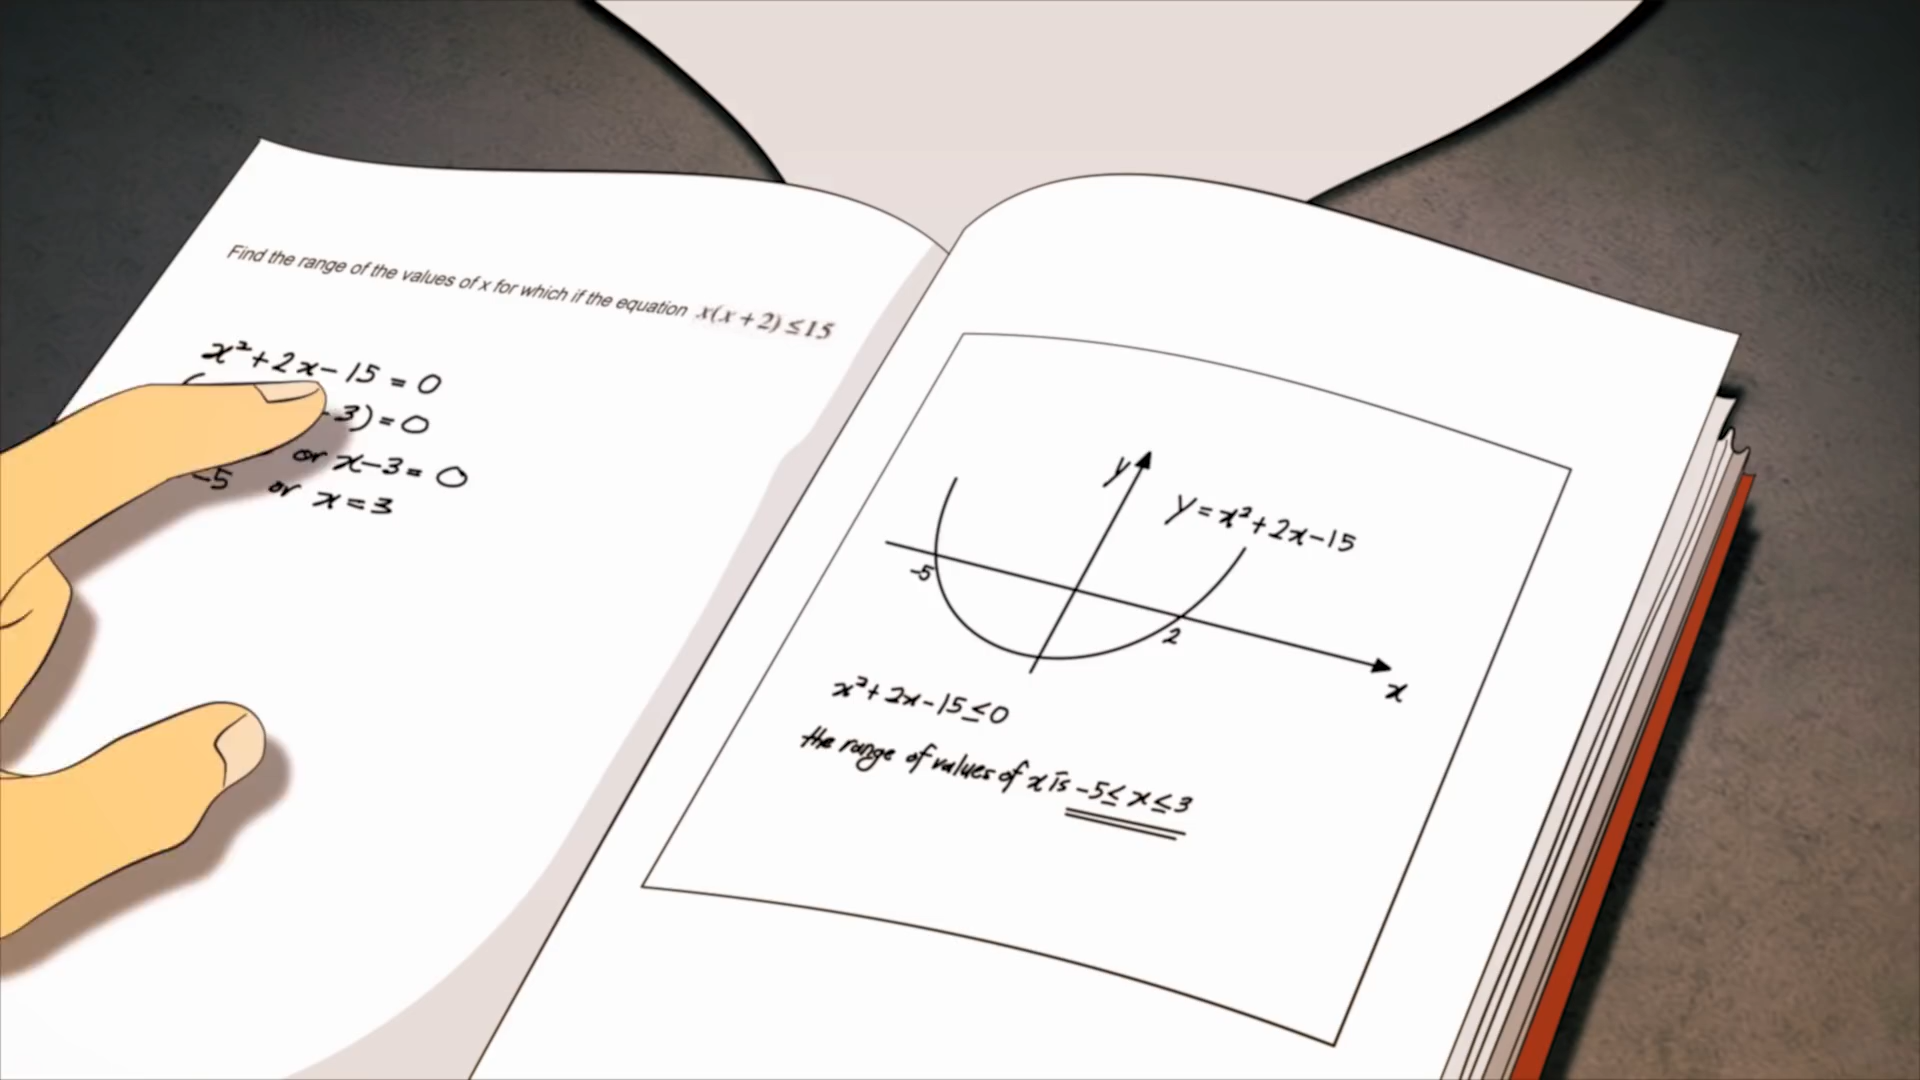 Find the range of the values of x for which if the equation x(x + 2) ≤ 15
x² + 2x - 15 = 0
(
- 3) = 0
or x - 3 = 0
-5 or x = 3
y
y = x² + 2x - 15
-5
2
x
x² + 2x - 15 ≤ 0
the range of values of x is -5 ≤ x ≤ 3